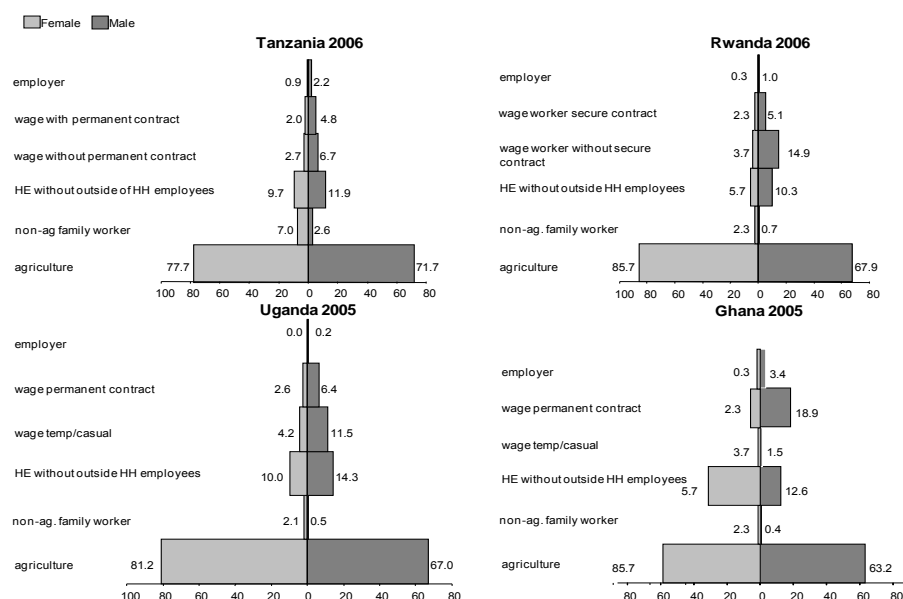 Female Male
Tanzania 2006
employer 0.9 2.2
wage with permanent contract 2.0 4.8
wage without permanent contract 2.7 6.7
HE without outside of HH employees 9.7 11.9
non-ag family worker 7.0 2.6
agriculture 77.7 71.7
100 80 60 40 20 0 20 40 60 80
Rwanda 2006
employer 0.3 1.0
wage worker secure contract 2.3 5.1
wage worker without secure
contract 3.7 14.9
HE without outside HH employees 5.7 10.3
non-ag. family worker 2.3 0.7
agriculture 85.7 67.9
100 80 60 40 20 0 20 40 60 80
Uganda 2005
employer 0.0 0.2
wage permanent contract 2.6 6.4
wage temp/casual 4.2 11.5
HE without outside HH employees 10.0 14.3
non-ag. family worker 2.1 0.5
agriculture 81.2 67.0
100 80 60 40 20 0 20 40 60 80
Ghana 2005
employer 0.3 3.4
wage permanent contract 2.3 18.9
wage temp/casual 3.7 1.5
HE without outside HH employees 5.7 12.6
non-ag. family worker 2.3 0.4
agriculture 85.7 63.2
80 60 40 20 0 20 40 60 80